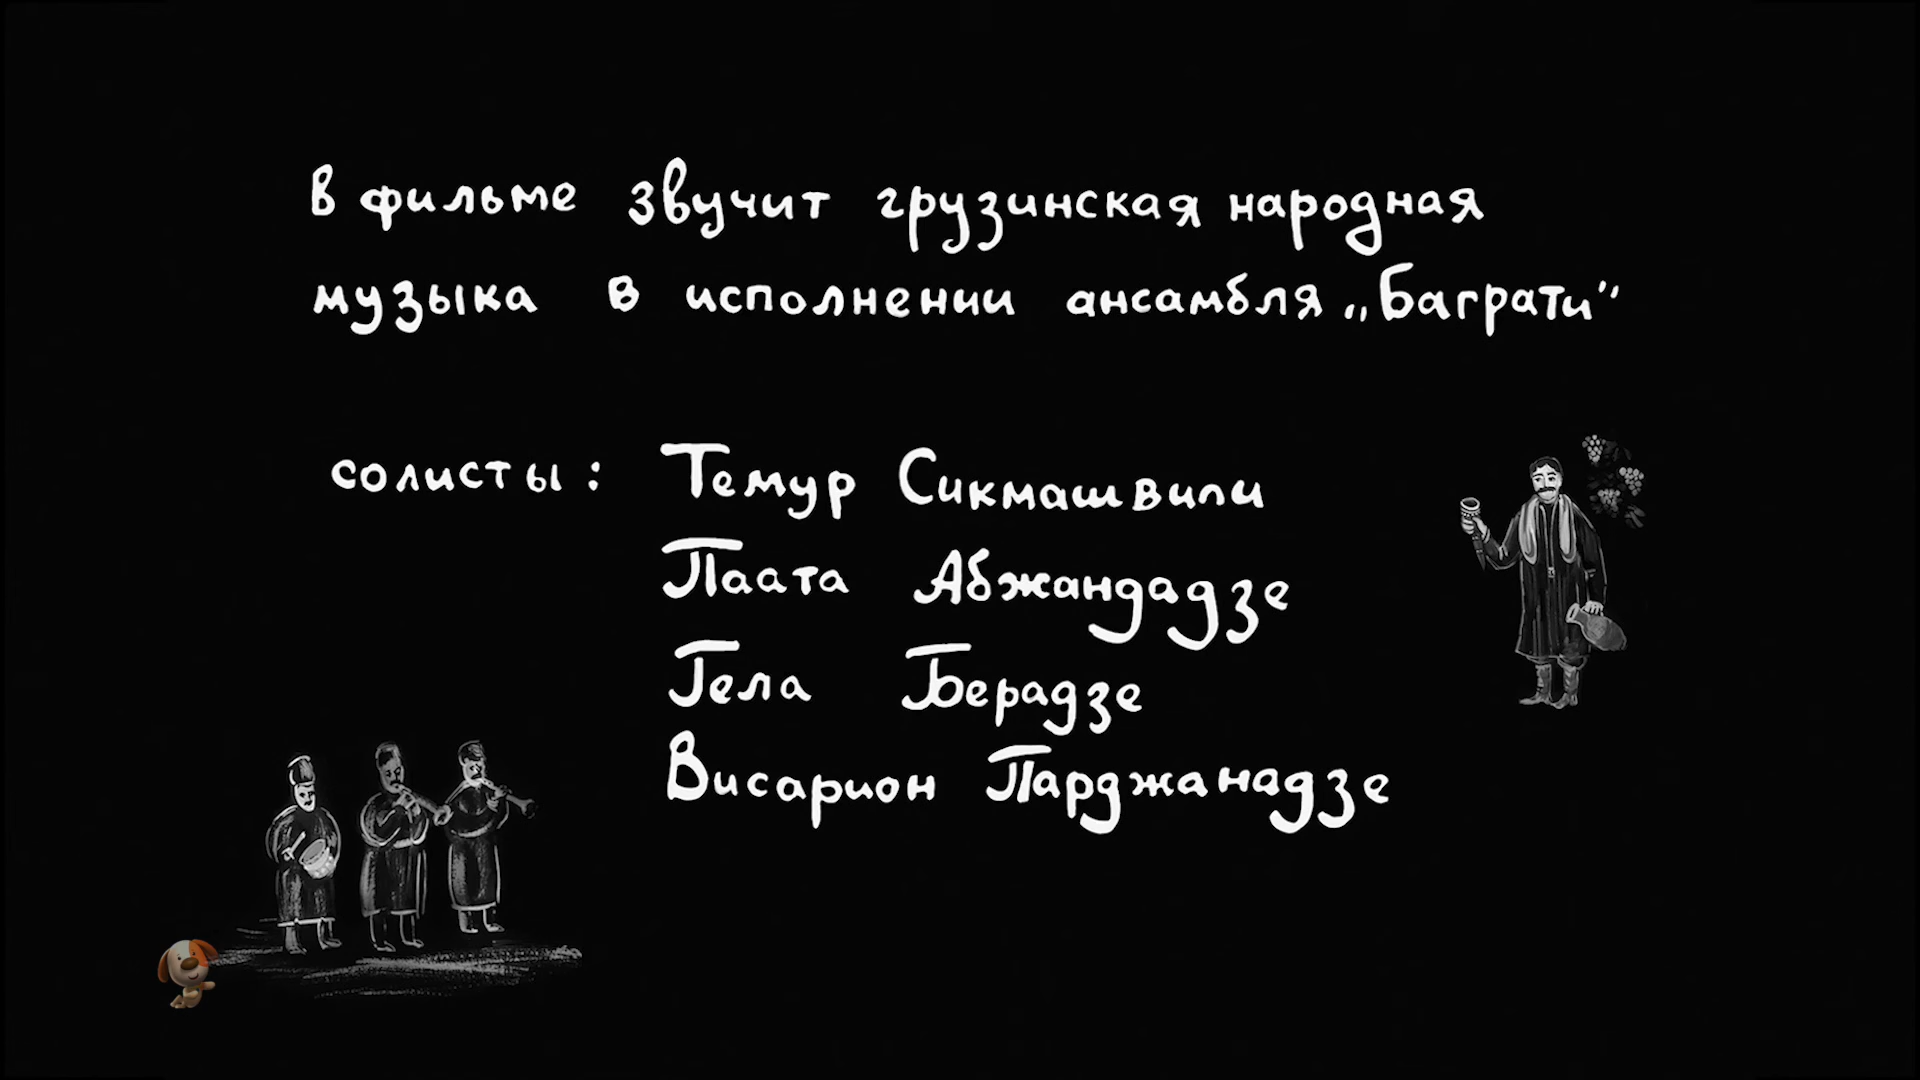 В фильме звучит грузинская народная
музыка в исполнении ансамбля „Баграти“
солисты: Темур Сикмашвили
Паата Абжандадзе
Гела Берадзе
Висарион Парджанадзе